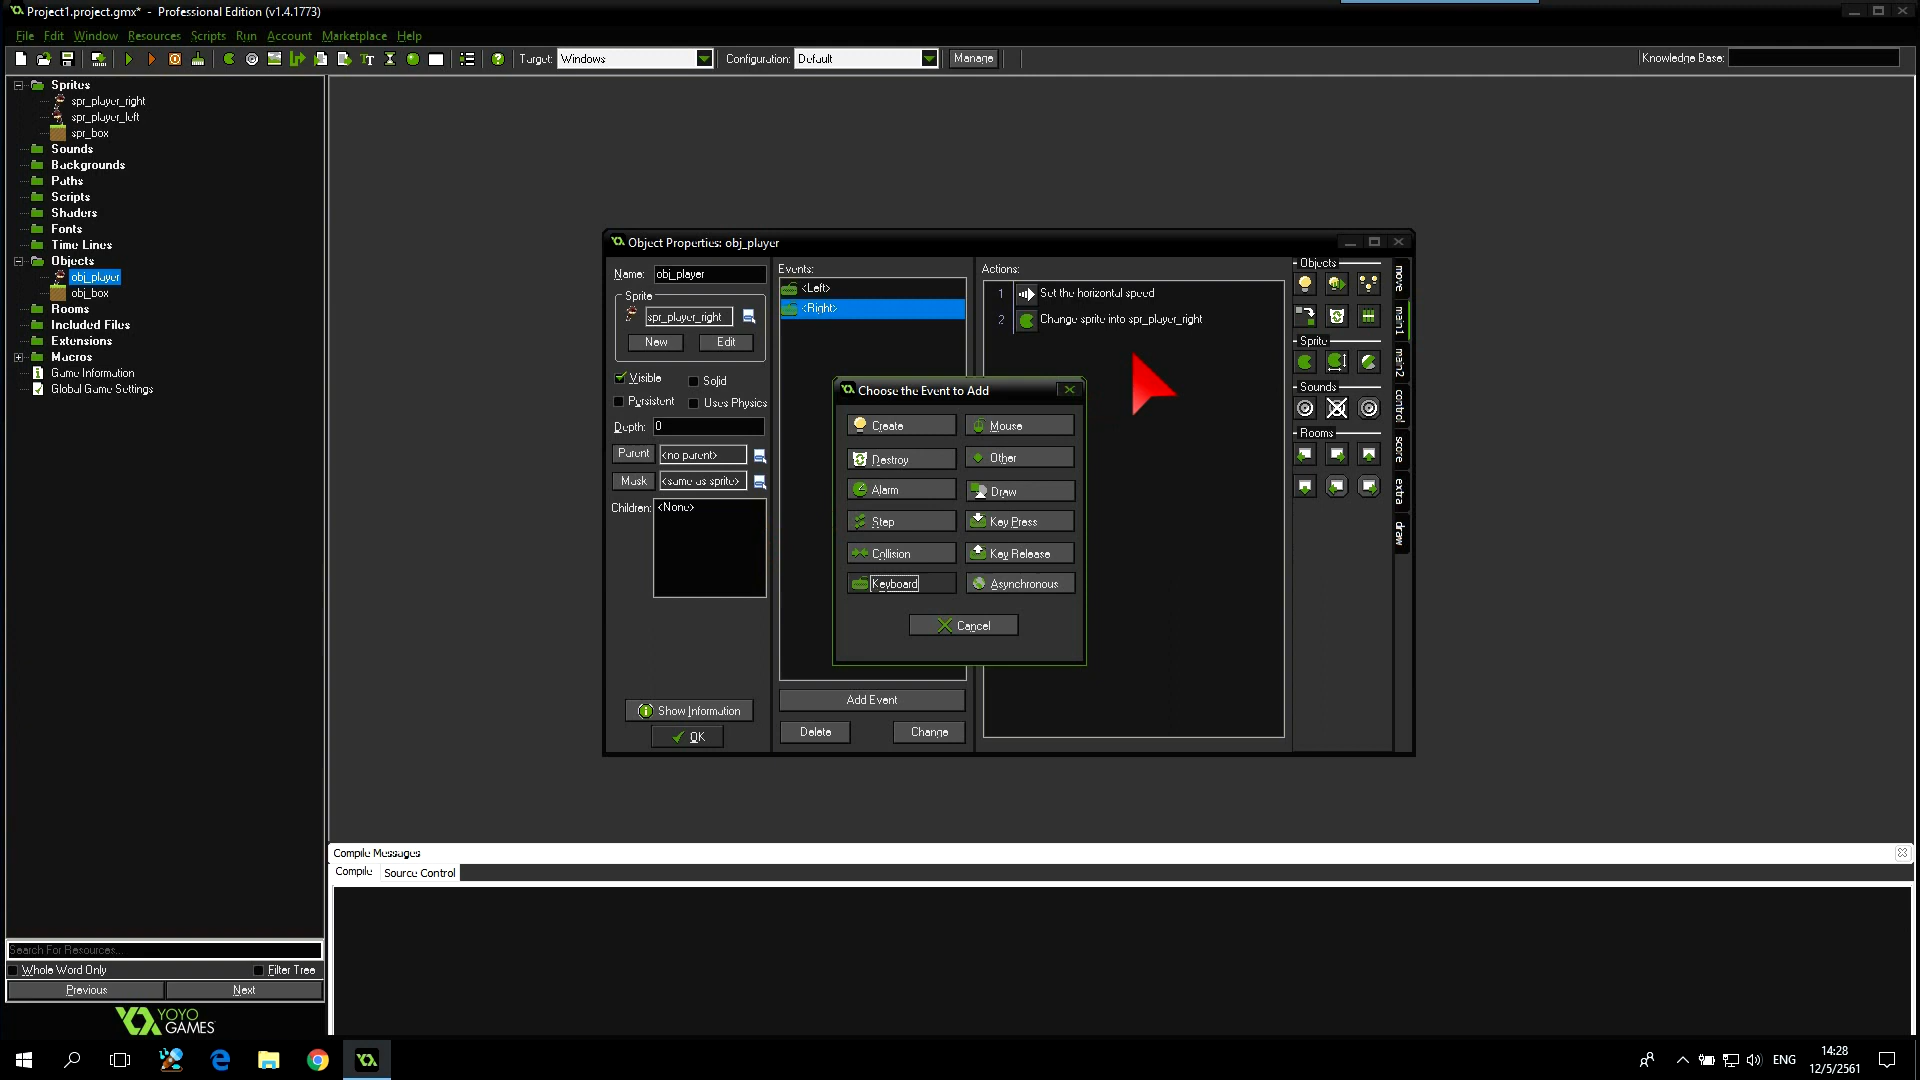 Project1.project.gmx* - Professional Edition (v1.4.1773)
File Edit Window Resources Scripts Run Account Marketplace Help
Target: Windows Configuration: Default Manage Knowledge Base:
Sprites
spr_player_right
spr_player_left
spr_box
Sounds
Backgrounds
Paths
Scripts
Shaders
Fonts
Time Lines
Objects
obj_player
obj_box
Rooms
Included Files
Extensions
Macros
Game Information
Global Game Settings
Search For Resources...
Whole Word Only Filter Tree
Previous Next
YOYO
GAMES
Object Properties: obj_player
Name: obj_player
Sprite
spr_player_right
New Edit
Visible Solid
Persistent Uses Physics
Depth: 0
Parent <no parent>
Mask <same as sprite>
Children: <None>
Show Information
OK
Events:
<Left>
<Right>
Add Event
Delete Change
Actions:
1 Set the horizontal speed
2 Change sprite into spr_player_right
Choose the Event to Add
Create Mouse
Destroy Other
Alarm Draw
Step Key Press
Collision Key Release
Keyboard Asynchronous
Cancel
Objects
Sprite
Sounds
Rooms
move
main1
main2
control
score
extra
draw
Compile Messages
Compile Source Control
ENG
14:28
12/5/2561